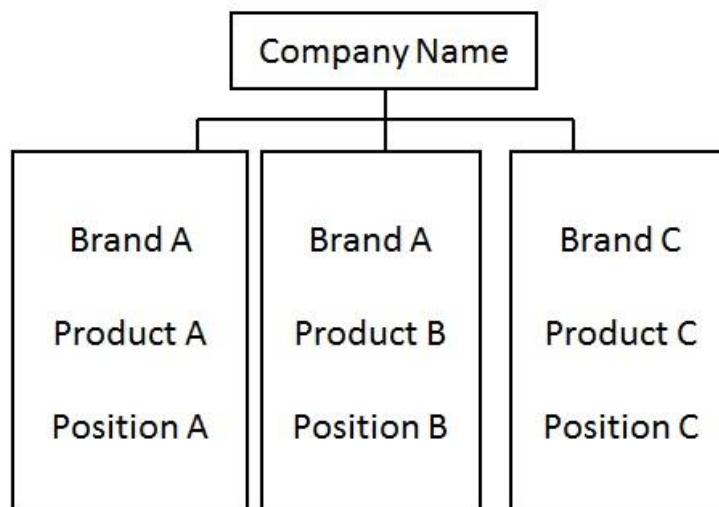 Company Name
Brand A
Product A
Position A
Brand A
Product B
Position B
Brand C
Product C
Position C